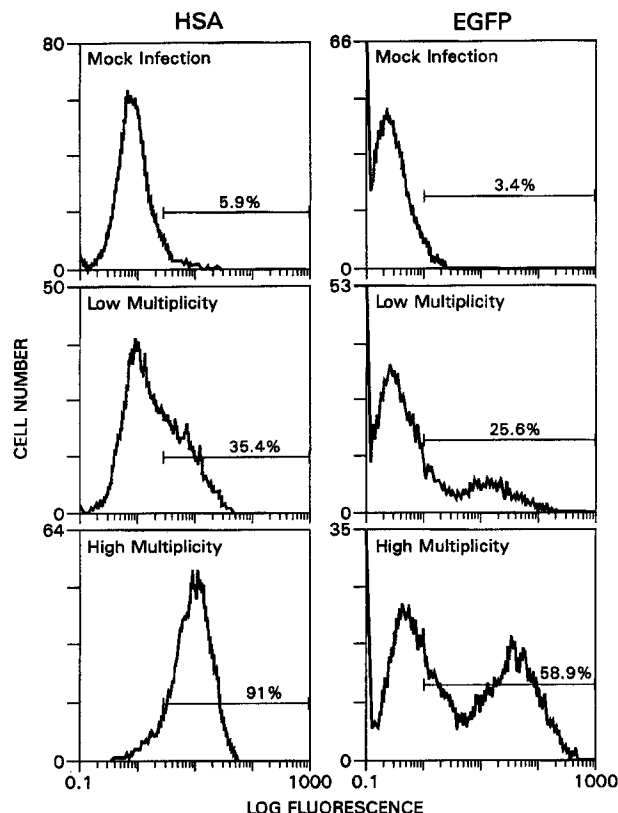 HSA EGFP
80 Mock Infection 5.9% 0
66 Mock Infection 3.4% 0
50 Low Multiplicity 35.4% 0
53 Low Multiplicity 25.6% 0
CELL NUMBER
64 High Multiplicity 91% 0
35 High Multiplicity 58.9% 0
0.1 1000 0.1 1000
LOG FLUORESCENCE